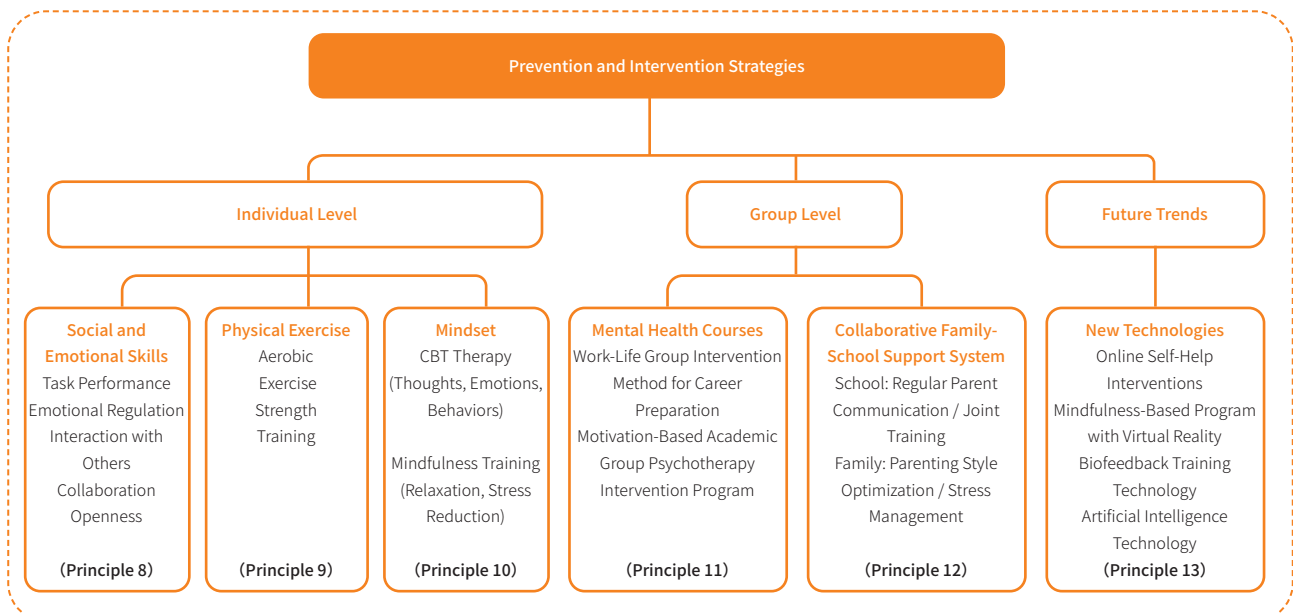 Prevention and Intervention Strategies
Individual Level
Group Level
Future Trends
Social and
Emotional Skills
Task Performance
Emotional Regulation
Interaction with
Others
Collaboration
Openness
(Principle 8)
Physical Exercise
Aerobic
Exercise
Strength
Training
(Principle 9)
Mindset
CBT Therapy
(Thoughts, Emotions,
Behaviors)
Mindfulness Training
(Relaxation, Stress
Reduction)
(Principle 10)
Mental Health Courses
Work-Life Group Intervention
Method for Career
Preparation
Motivation-Based Academic
Group Psychotherapy
Intervention Program
(Principle 11)
Collaborative Family-
School Support System
School: Regular Parent
Communication / Joint
Training
Family: Parenting Style
Optimization / Stress
Management
(Principle 12)
New Technologies
Online Self-Help
Interventions
Mindfulness-Based Program
with Virtual Reality
Biofeedback Training
Technology
Artificial Intelligence
Technology
(Principle 13)